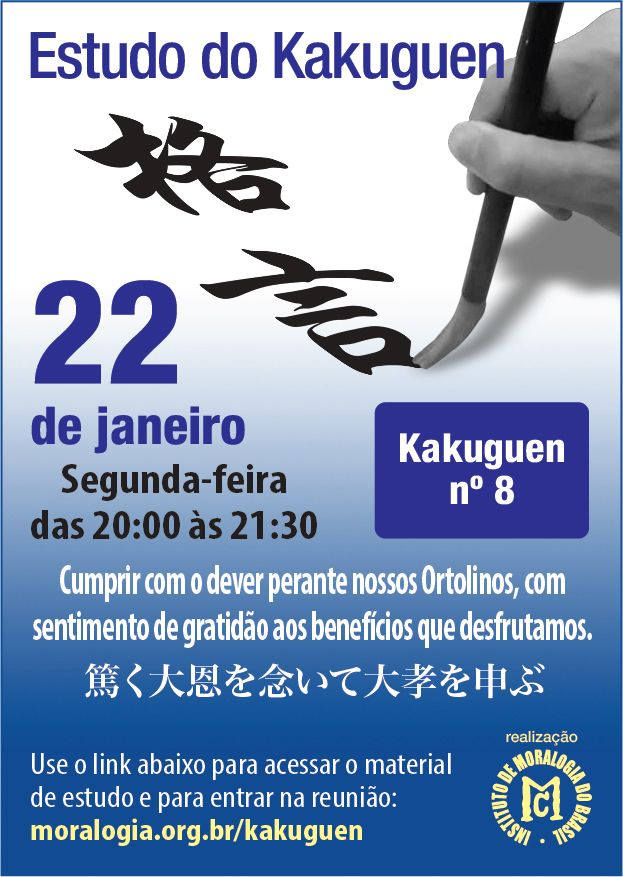 Estudo do Kakuguen
格
言
22
de janeiro
Segunda-feira
das 20:00 às 21:30
Kakuguen
nº 8
Cumprir com o dever perante nossos Ortolinos, com
sentimento de gratidão aos benefícios que desfrutamos.
篤く大恩を念いて大孝を申ぶ
Use o link abaixo para acessar o material
de estudo e para entrar na reunião:
moralogia.org.br/kakuguen
realização
INSTITUTO DE MORALOGIA DO BRASIL